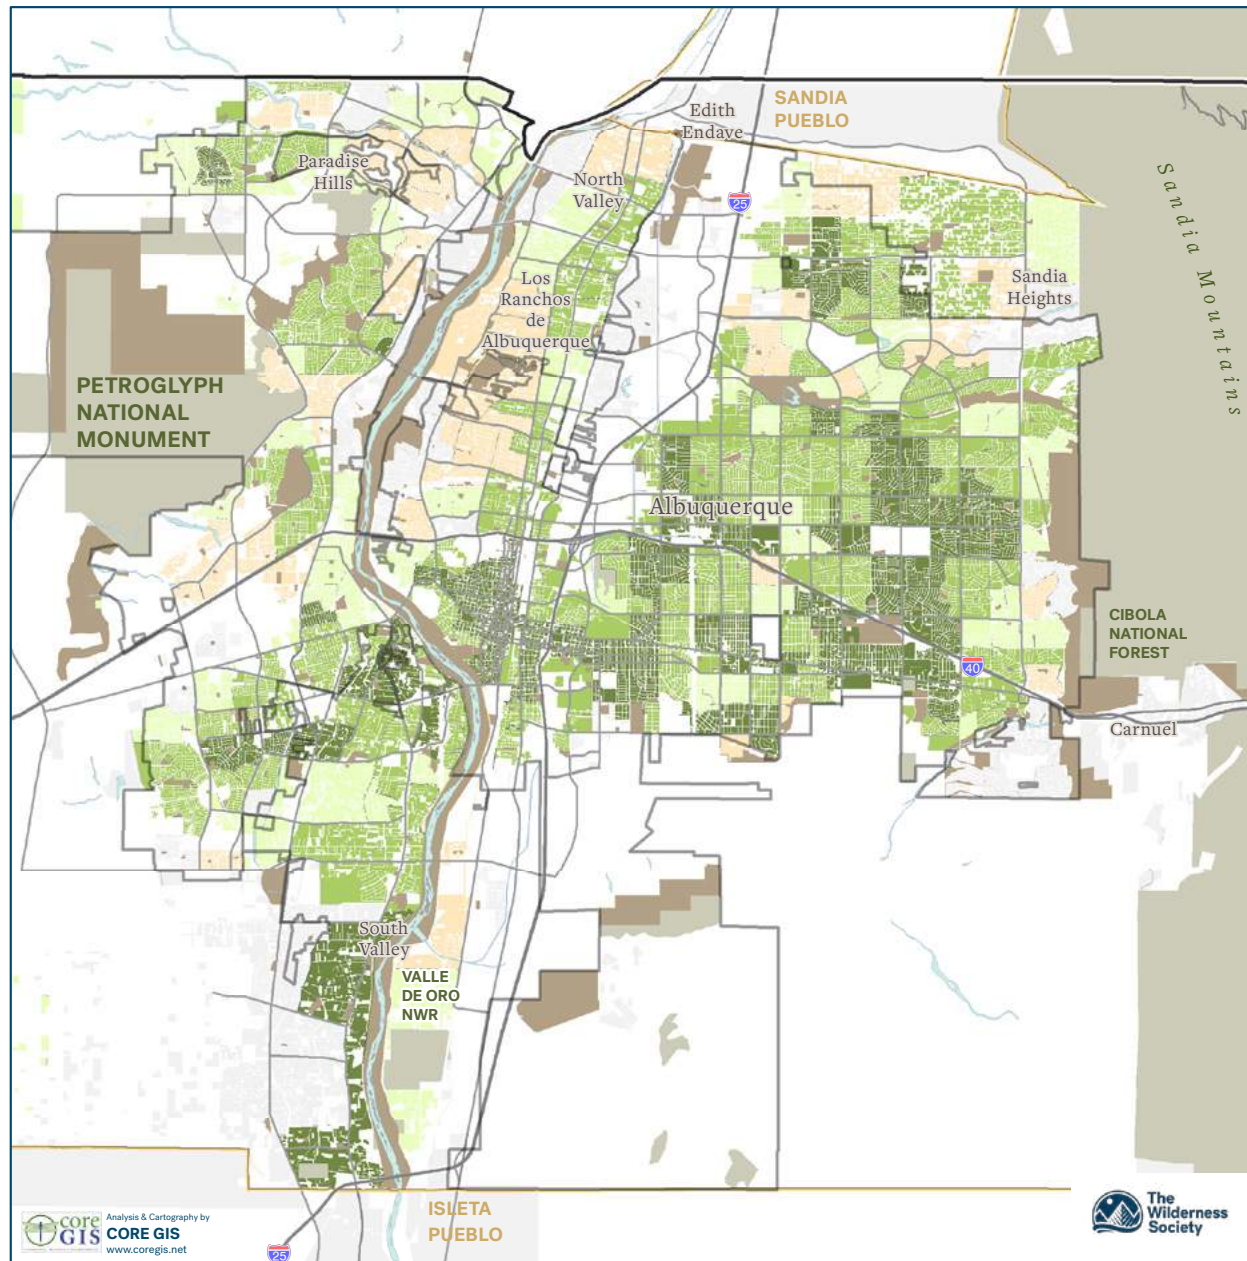 SANDIA
PUEBLO
Edith
Endave
Paradise
Hills
North
Valley
25
Sandia Mountains
Los
Ranchos
de
Albuquerque
Sandia
Heights
PETROGLYPH
NATIONAL
MONUMENT
Albuquerque
CIBOLA
NATIONAL
FOREST
40
Carnuel
South
Valley
VALLE
DE ORO
NWR
ISLETA
PUEBLO
25
core
GIS
Analysis & Cartography by
CORE GIS
www.coregis.net
The
Wilderness
Society